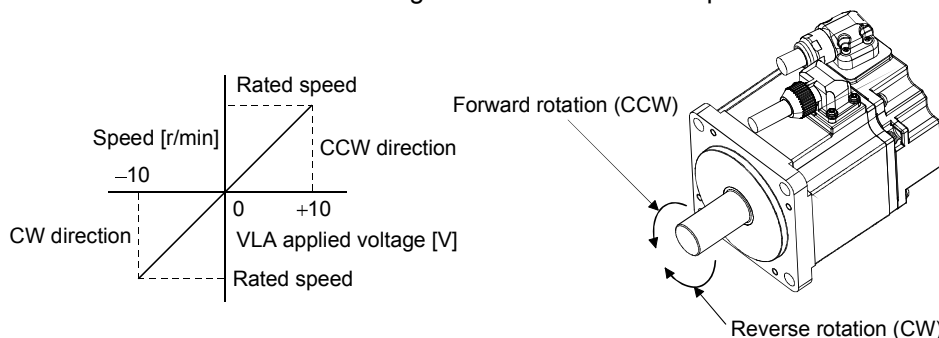 Rated speed
Speed [r/min]
CCW direction
–10
0
+10
CW direction
VLA applied voltage [V]
Rated speed
Forward rotation (CCW)
Reverse rotation (CW)